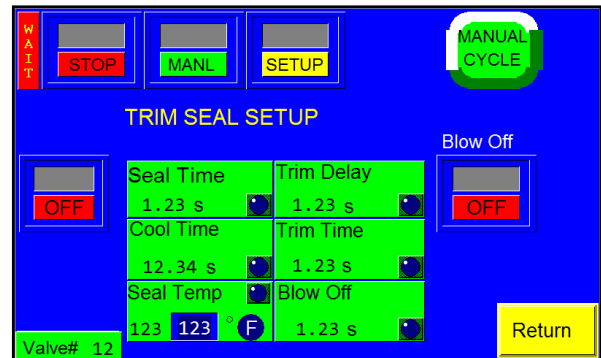 WAIT
STOP
MANL
SETUP
MANUAL
CYCLE
TRIM SEAL SETUP
Blow Off
OFF
Seal Time
1.23 s
Trim Delay
1.23 s
OFF
Cool Time
12.34 s
Trim Time
1.23 s
Seal Temp
123 123 ° F
Blow Off
1.23 s
Valve# 12
Return